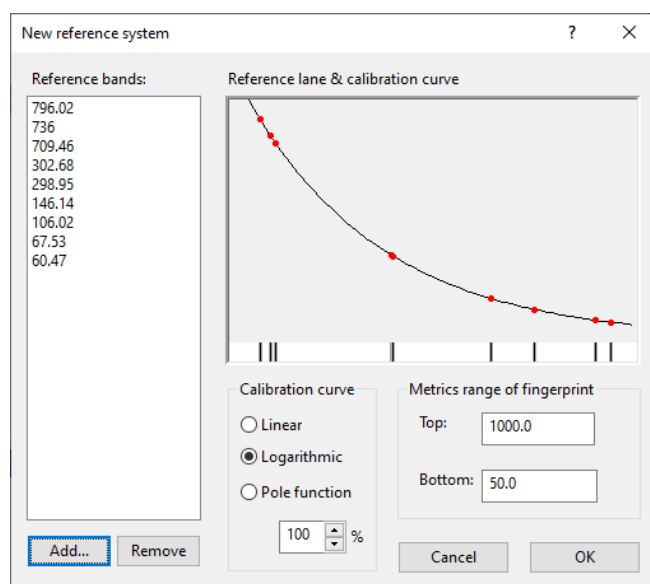 New reference system
?
Reference bands:
Reference lane & calibration curve
796.02
736
709.46
302.68
298.95
146.14
106.02
67.53
60.47
Calibration curve
Linear
Logarithmic
Pole function
100 %
Metrics range of fingerprint
Top: 1000.0
Bottom: 50.0
Add... Remove
Cancel OK